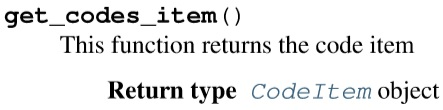 get_codes_item()
This function returns the code item
Return type CodeItem object